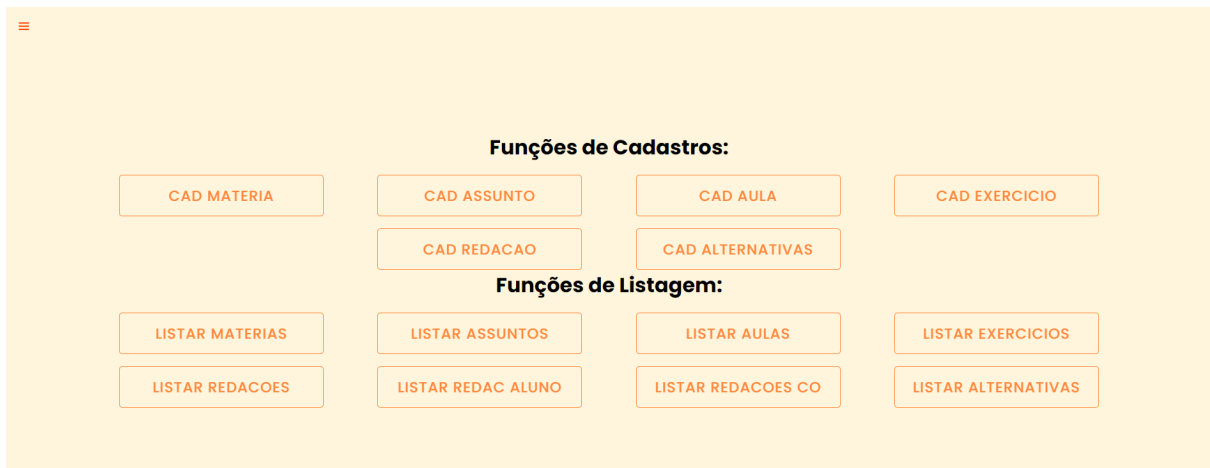 Funções de Cadastros:
CAD MATERIA CAD ASSUNTO CAD AULA CAD EXERCICIO
CAD REDACAO CAD ALTERNATIVAS
Funções de Listagem:
LISTAR MATERIAS LISTAR ASSUNTOS LISTAR AULAS LISTAR EXERCICIOS
LISTAR REDACOES LISTAR REDAC ALUNO LISTAR REDACOES CO LISTAR ALTERNATIVAS